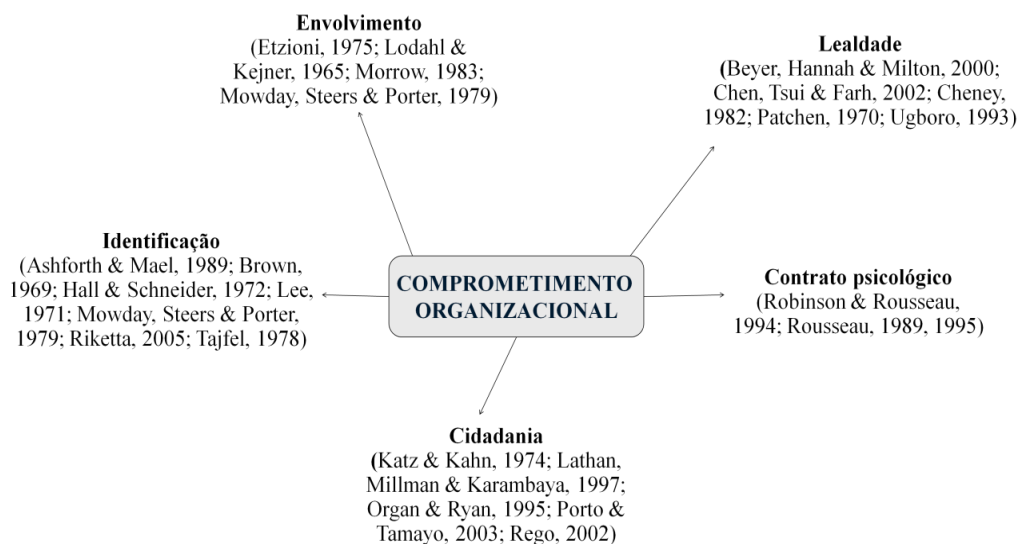 Envolvimento
(Etzioni, 1975; Lodahl &
Kejner, 1965; Morrow, 1983;
Mowday, Steers & Porter, 1979)
Lealdade
(Beyer, Hannah & Milton, 2000;
Chen, Tsui & Farh, 2002; Cheney,
1982; Patchen, 1970; Ugboro, 1993)
Identificação
(Ashforth & Mael, 1989; Brown,
1969; Hall & Schneider, 1972; Lee,
1971; Mowday, Steers & Porter,
1979; Riketta, 2005; Tajfel, 1978)
COMPROMETIMENTO
ORGANIZACIONAL
Contrato psicológico
(Robinson & Rousseau,
1994; Rousseau, 1989, 1995)
Cidadania
(Katz & Kahn, 1974; Lathan,
Millman & Karambaya, 1997;
Organ & Ryan, 1995; Porto &
Tamayo, 2003; Rego, 2002)